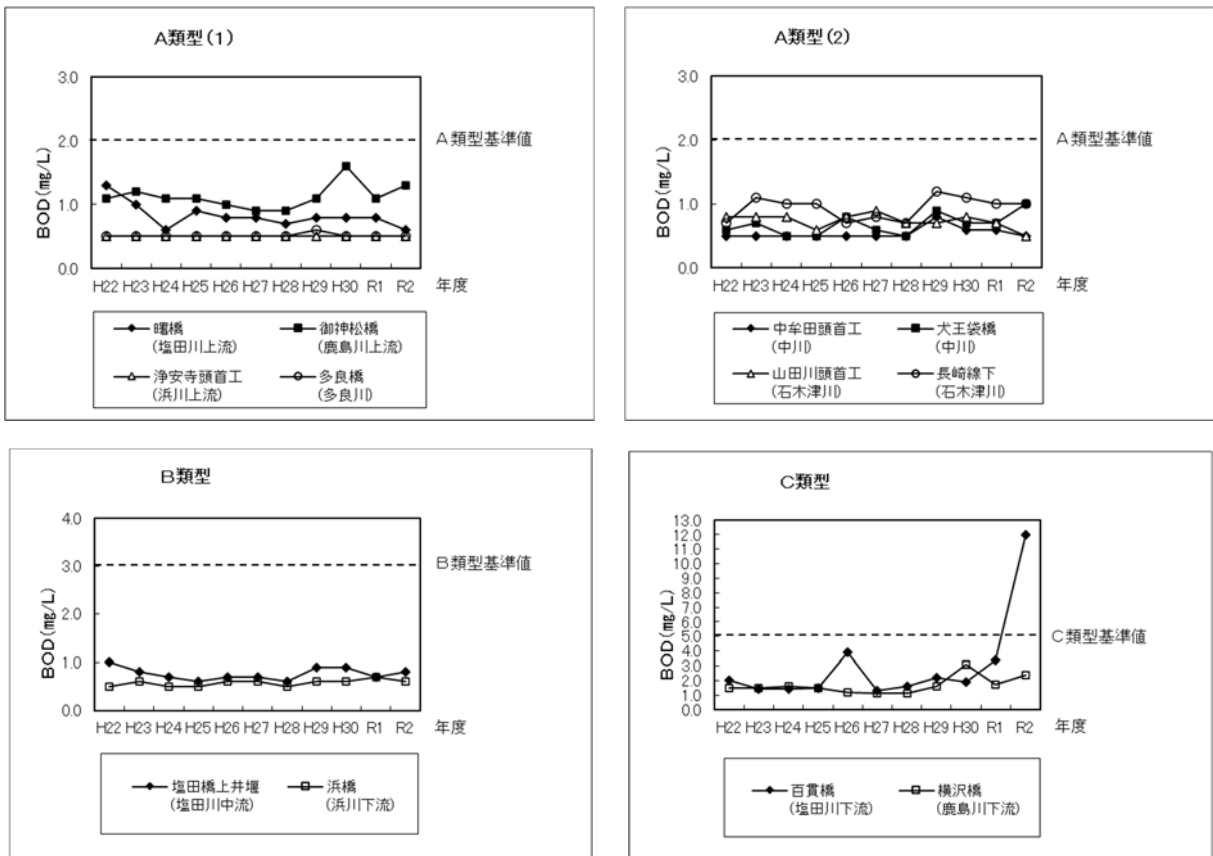 A類型(1)
BOD(mg/L)
3.0
2.0
1.0
0.0
A類型基準値
H22 H23 H24 H25 H26 H27 H28 H29 H30 R1 R2 年度
曙橋
(塩田川上流)
御神松橋
(鹿島川上流)
浄安寺頭首工
(浜川上流)
多良橋
(多良川)
A類型(2)
BOD(mg/L)
3.0
2.0
1.0
0.0
A類型基準値
H22 H23 H24 H25 H26 H27 H28 H29 H30 R1 R2 年度
中牟田頭首工
(中川)
犬王袋橋
(中川)
山田川頭首工
(石木津川)
長崎線下
(石木津川)
B類型
BOD(mg/L)
4.0
3.0
2.0
1.0
0.0
B類型基準値
H22 H23 H24 H25 H26 H27 H28 H29 H30 R1 R2 年度
塩田橋上井堰
(塩田川中流)
浜橋
(浜川下流)
C類型
BOD(mg/L)
13.0
12.0
11.0
10.0
9.0
8.0
7.0
6.0
5.0
4.0
3.0
2.0
1.0
0.0
C類型基準値
H22 H23 H24 H25 H26 H27 H28 H29 H30 R1 R2 年度
百貫橋
(塩田川下流)
横沢橋
(鹿島川下流)